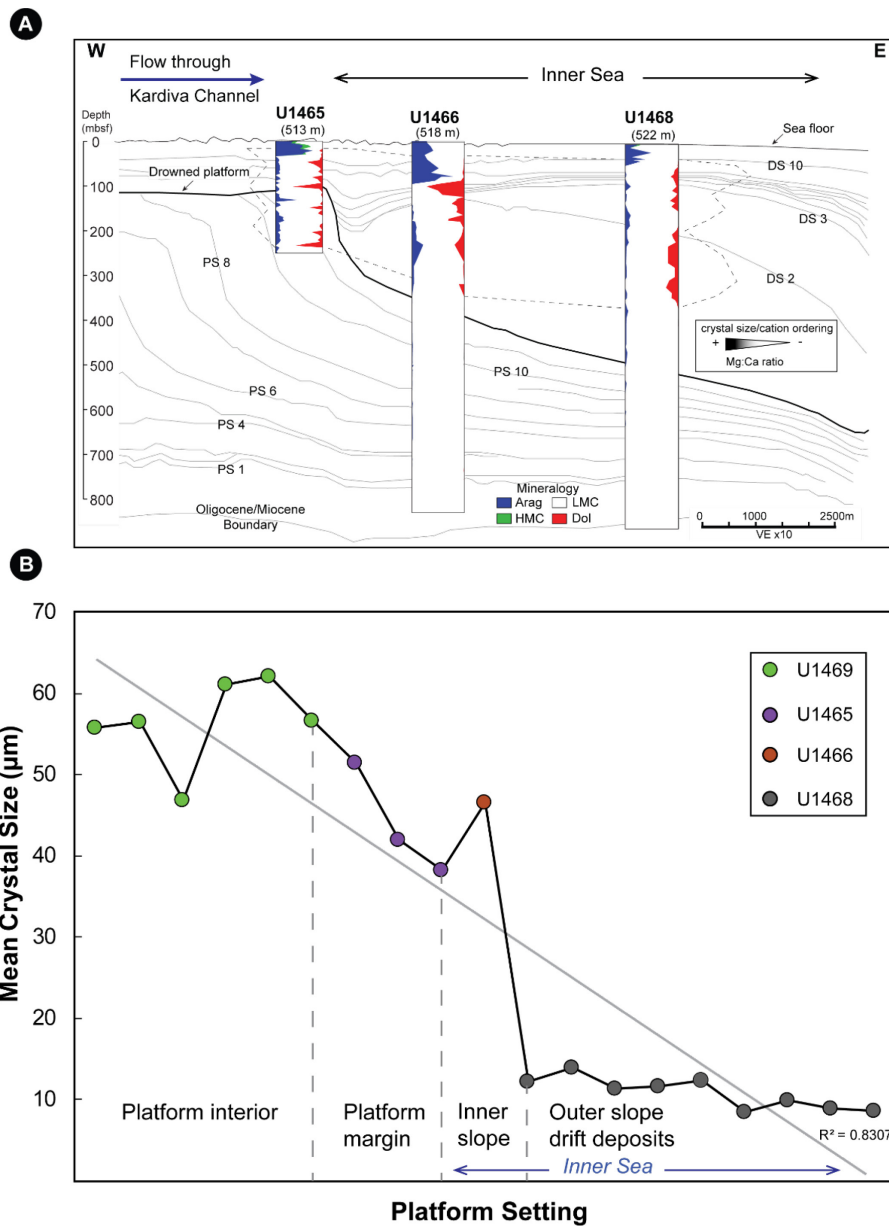 A
W
E
Flow through
Kardiva Channel
Inner Sea
Depth
(mbsf)
U1465
(513 m)
U1466
(518 m)
U1468
(522 m)
Sea floor
0
100
200
300
400
500
600
700
800
Drowned platform
DS 10
DS 3
DS 2
PS 8
PS 10
PS 6
PS 4
PS 1
crystal size/cation ordering
+
-
Mg:Ca ratio
Oligocene/Miocene
Boundary
Mineralogy
Arag
LMC
HMC
Dol
0 1000 2500m
VE x10
B
70
60
50
40
30
20
10
Mean Crystal Size (µm)
U1469
U1465
U1466
U1468
Platform interior
Platform
margin
Inner
slope
Outer slope
drift deposits
R² = 0.8307
Inner Sea
Platform Setting